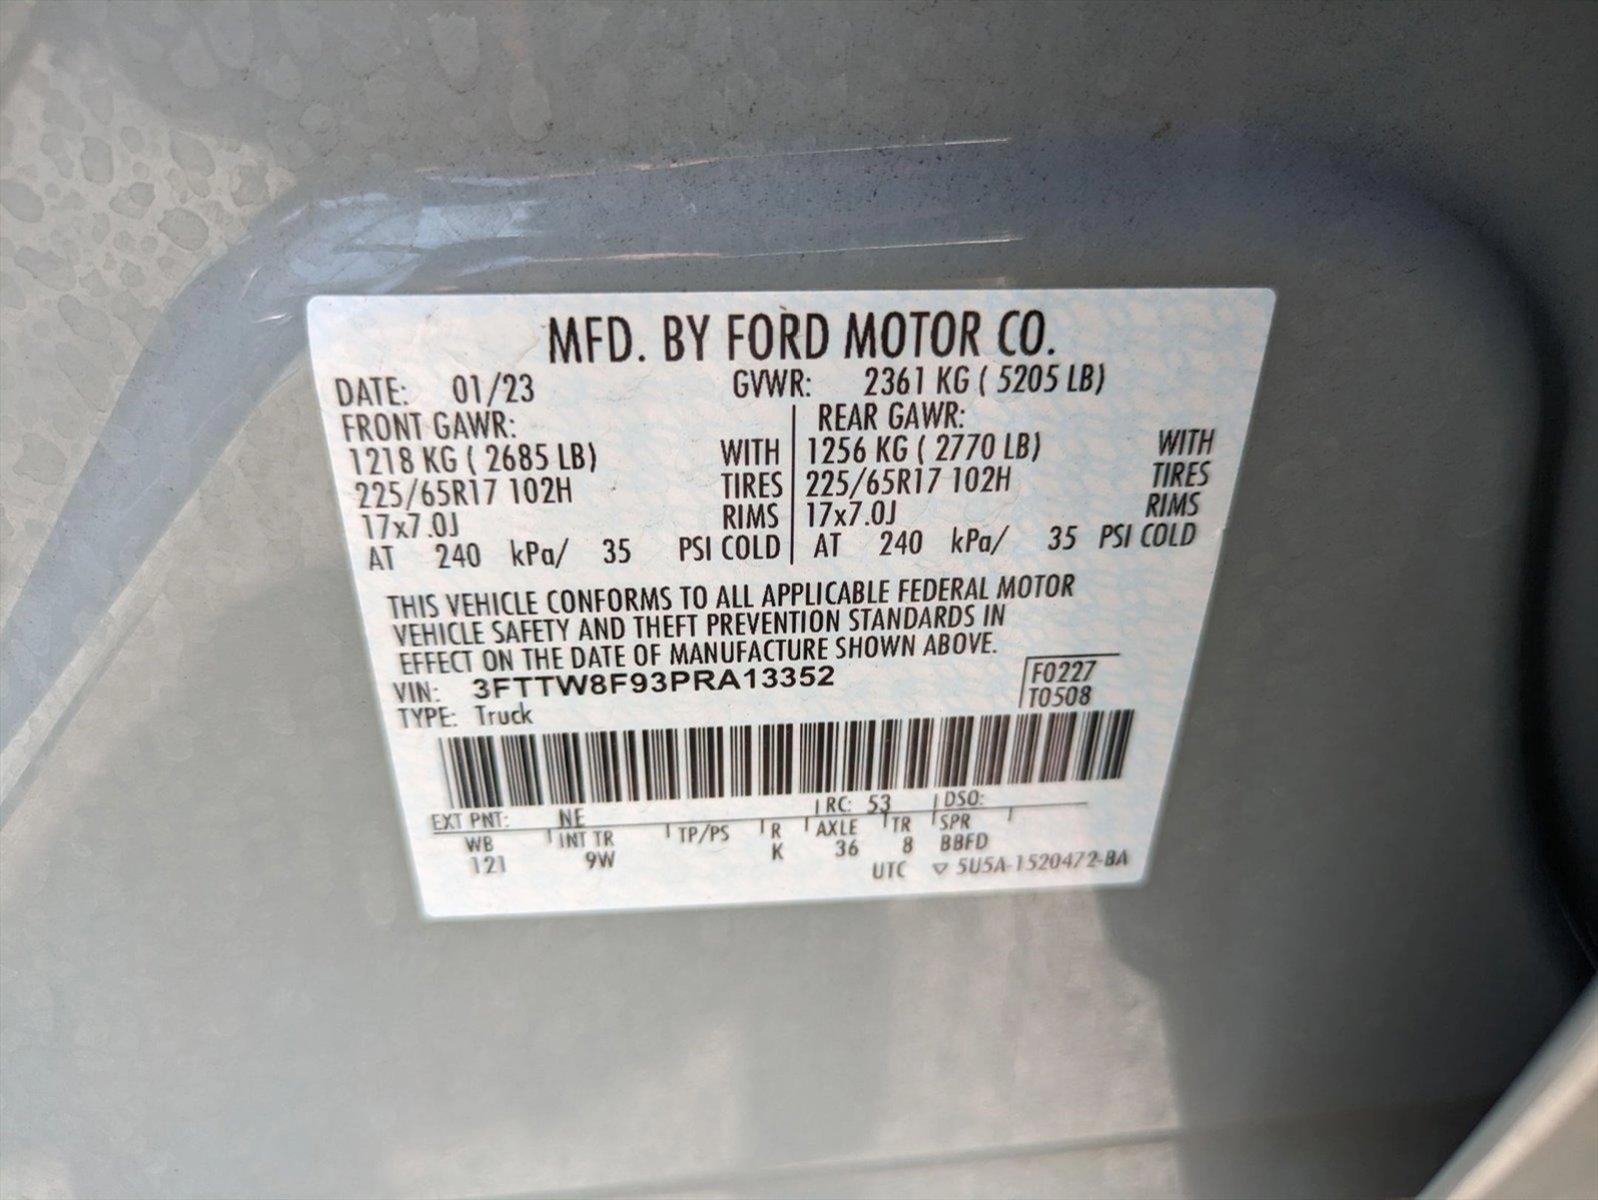 MFD. BY FORD MOTOR CO.
DATE: 01/23 GVWR: 2361 KG ( 5205 LB)
FRONT GAWR: REAR GAWR:
1218 KG ( 2685 LB) WITH 1256 KG ( 2770 LB) WITH
225/65R17 102H TIRES 225/65R17 102H TIRES
17x7.0J RIMS 17x7.0J RIMS
AT 240 kPa/ 35 PSI COLD AT 240 kPa/ 35 PSI COLD
THIS VEHICLE CONFORMS TO ALL APPLICABLE FEDERAL MOTOR
VEHICLE SAFETY AND THEFT PREVENTION STANDARDS IN
EFFECT ON THE DATE OF MANUFACTURE SHOWN ABOVE.
VIN: 3FTTW8F93PRA13352 F0227
TYPE: Truck T0508
EXT PNT: NE RC: 53 DSO:
WB INT TR TP/PS R AXLE TR SPR
121 9W K 36 8 BBFD
UTC ▽ 5U5A-1520472-BA